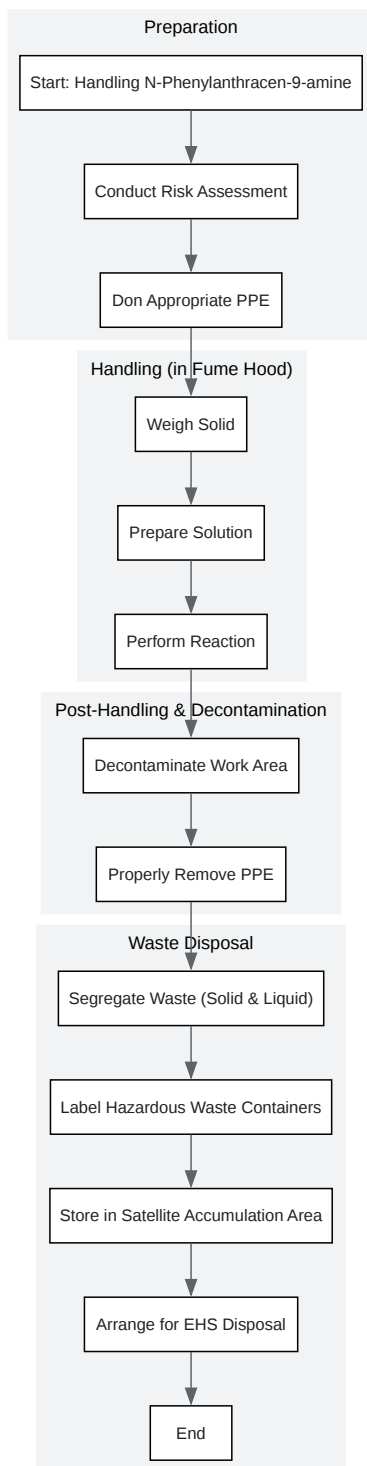 Preparation
Start: Handling N-Phenylanthracen-9-amine
Conduct Risk Assessment
Don Appropriate PPE
Handling (in Fume Hood)
Weigh Solid
Prepare Solution
Perform Reaction
Post-Handling & Decontamination
Decontaminate Work Area
Properly Remove PPE
Waste Disposal
Segregate Waste (Solid & Liquid)
Label Hazardous Waste Containers
Store in Satellite Accumulation Area
Arrange for EHS Disposal
End